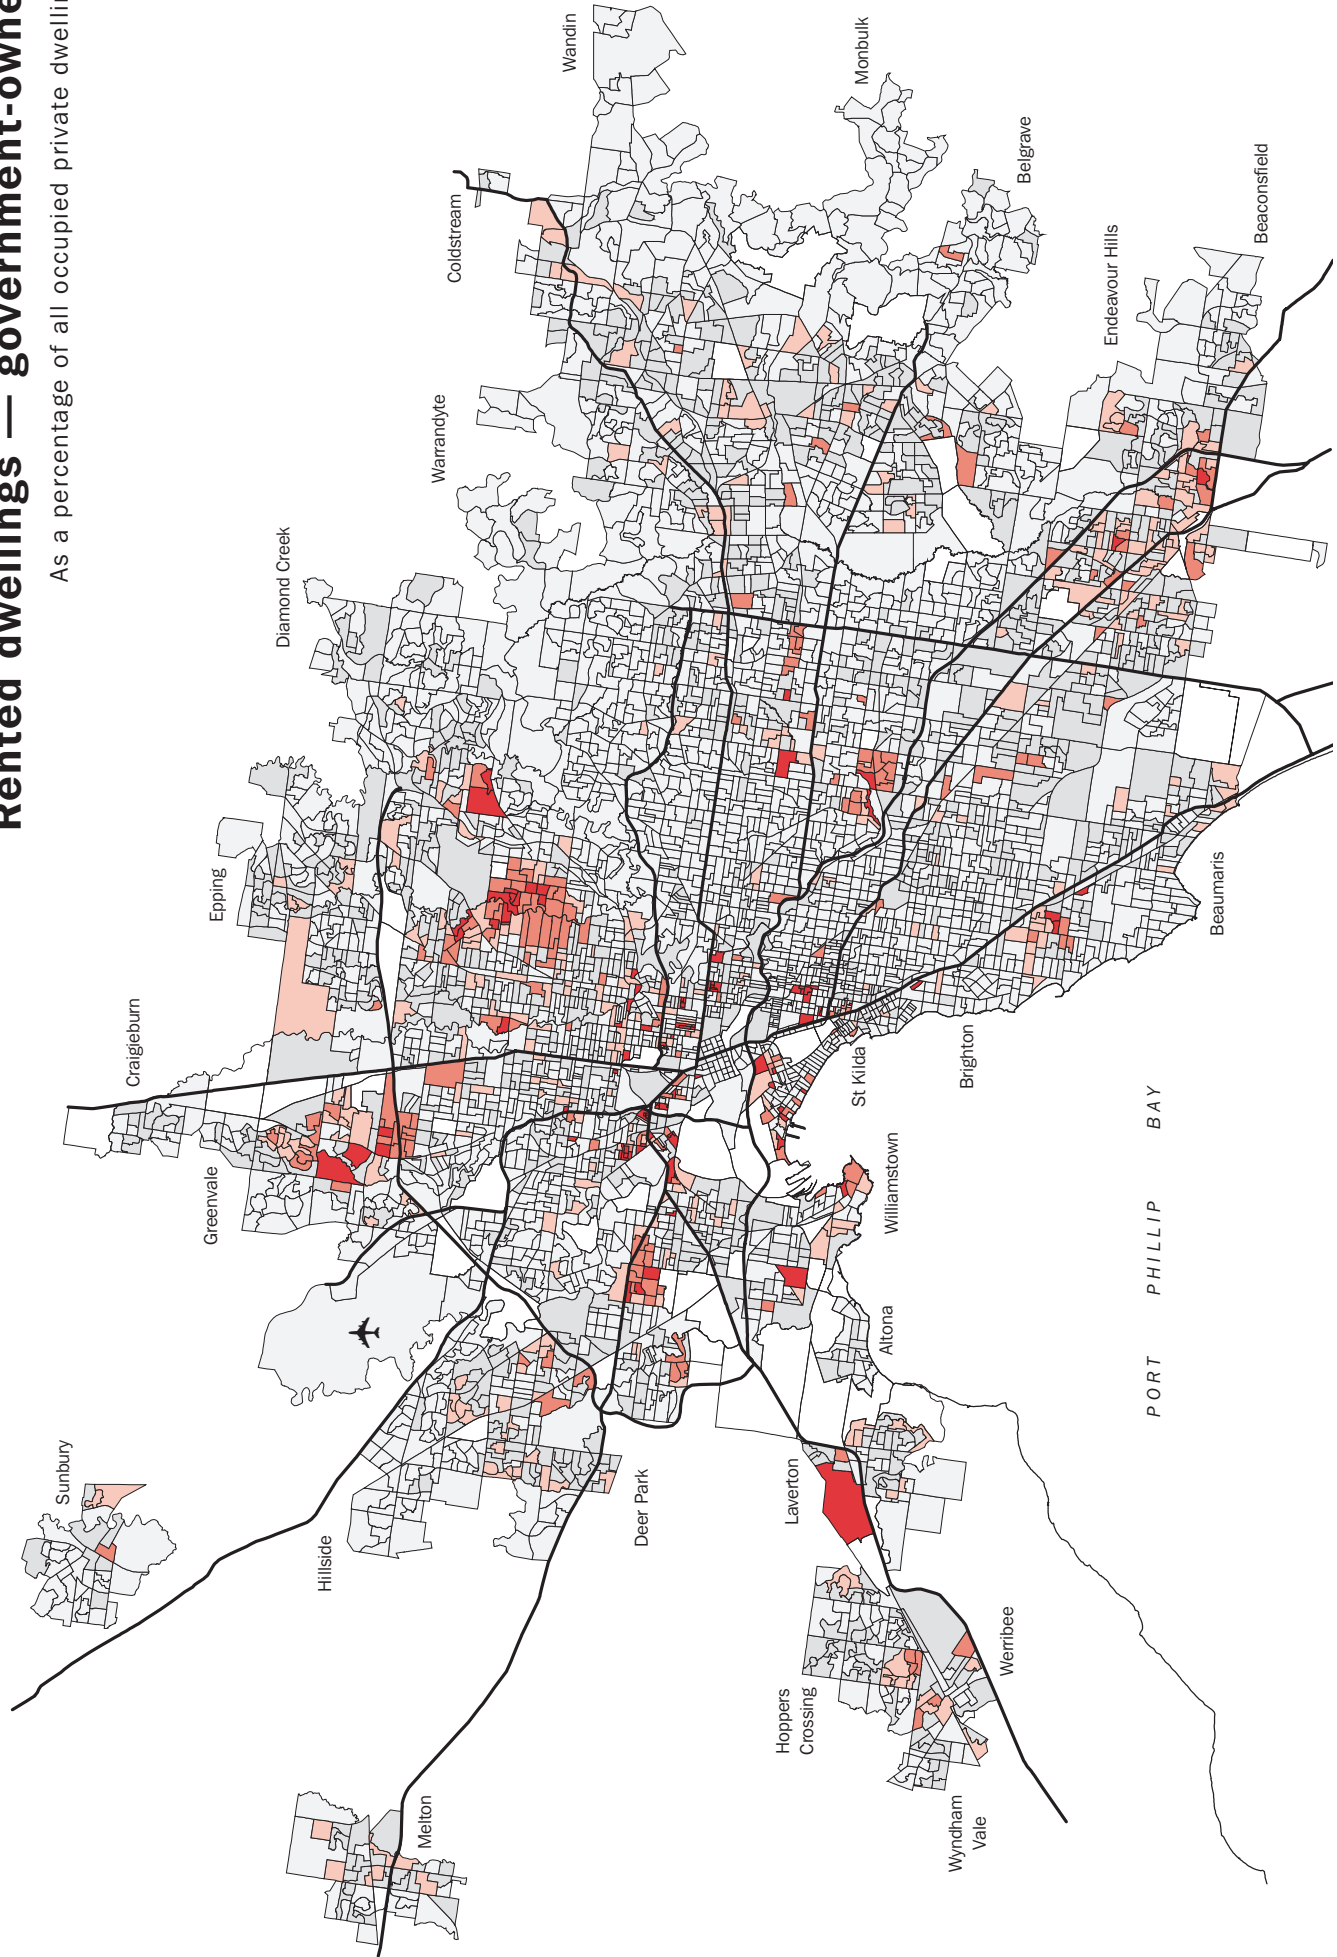 Rented dwellings — government-owne
As a percentage of all occupied private dwellin
Wandin
Monbulk
Belgrave
Beaconsfield
Coldstream
Endeavour Hills
Warrandyte
Diamond Creek
Epping
Beaumaris
Craigieburn
Brighton
St Kilda
Greenvale
Williamstown
PORT PHILLIP BAY
Altona
Sunbury
Deer Park
Laverton
Hillside
Werribee
Hoppers
Crossing
Melton
Wyndham
Vale